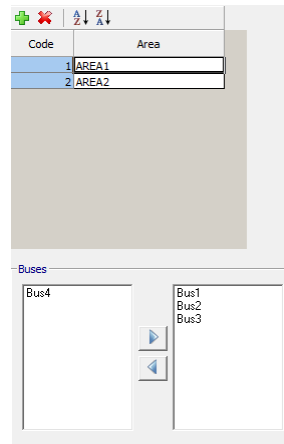 Code Area
1 AREA1
2 AREA2
Buses
Bus4 Bus1
Bus2
Bus3